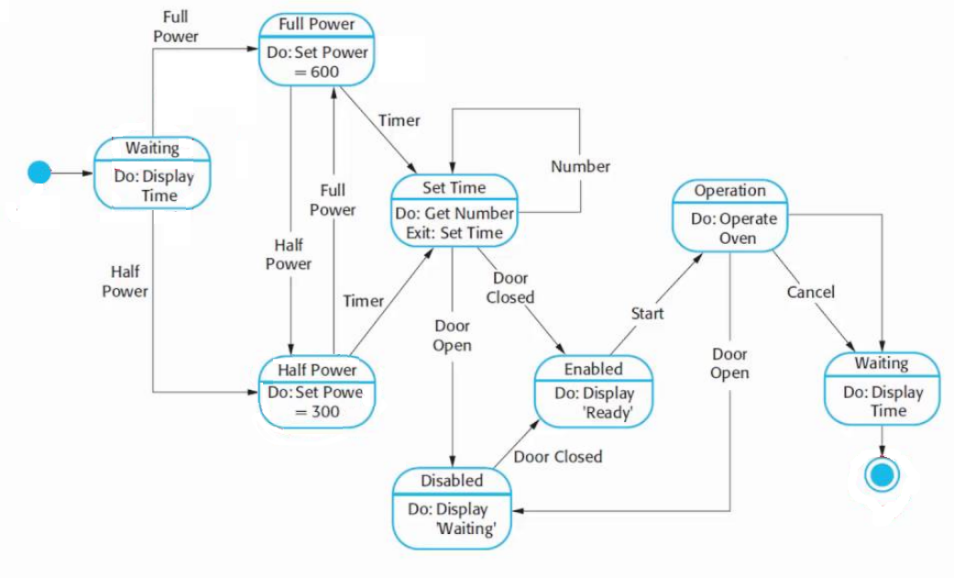 Full
Power
Full Power
Do: Set Power
= 600
Timer
Waiting
Do: Display
Time
Number
Full
Power
Set Time
Do: Get Number
Exit: Set Time
Operation
Do: Operate
Oven
Half
Power
Half
Power
Timer
Door
Closed
Door
Open
Start
Cancel
Door
Open
Half Power
Do: Set Powe
= 300
Enabled
Do: Display
'Ready'
Waiting
Do: Display
Time
Door Closed
Disabled
Do: Display
'Waiting'